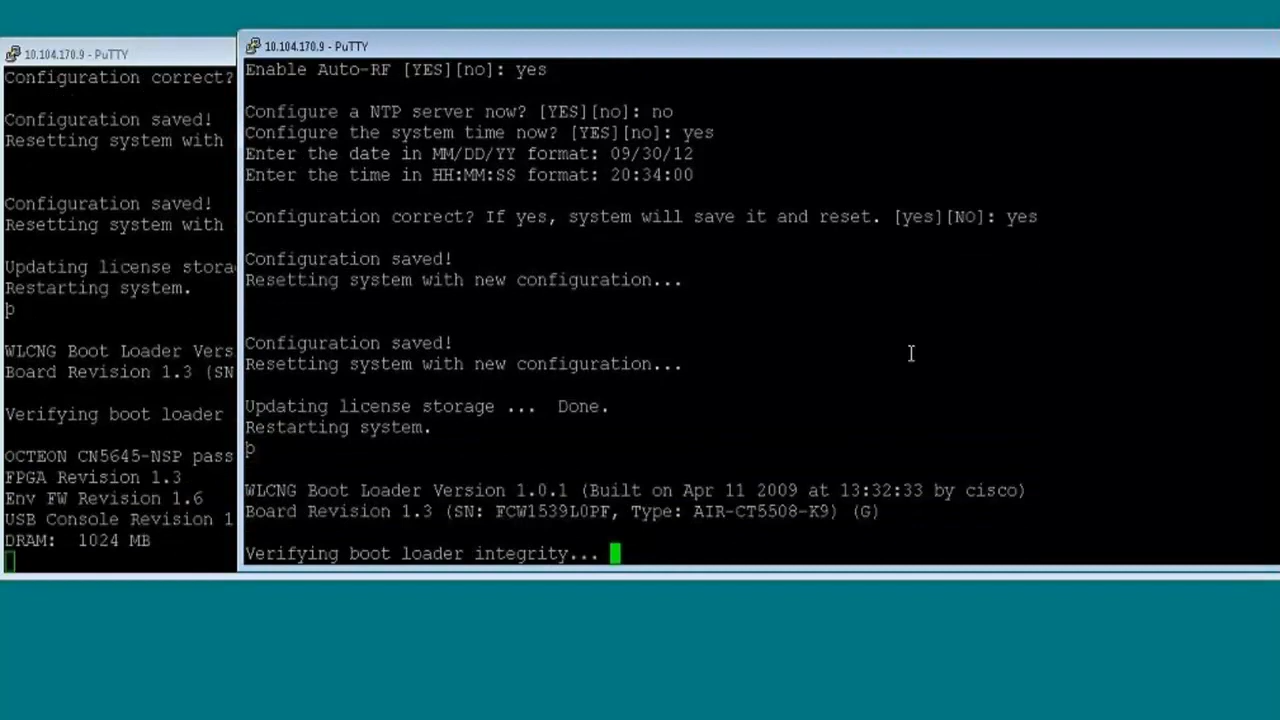 10.104.170.9 - PuTTY
Configuration correct?
Configuration saved!
Resetting system with
Configuration saved!
Resetting system with
Updating license stora
Restarting system.
þ
WLCNG Boot Loader Vers
Board Revision 1.3 (SN
Verifying boot loader
OCTEON CN5645-NSP pass
FPGA Revision 1.3
Env FW Revision 1.6
USB Console Revision 1
DRAM:  1024 MB
10.104.170.9 - PuTTY
Enable Auto-RF [YES][no]: yes
Configure a NTP server now? [YES][no]: no
Configure the system time now? [YES][no]: yes
Enter the date in MM/DD/YY format: 09/30/12
Enter the time in HH:MM:SS format: 20:34:00
Configuration correct? If yes, system will save it and reset. [yes][NO]: yes
Configuration saved!
Resetting system with new configuration...
Configuration saved!
Resetting system with new configuration...
Updating license storage ...  Done.
Restarting system.
þ
WLCNG Boot Loader Version 1.0.1 (Built on Apr 11 2009 at 13:32:33 by cisco)
Board Revision 1.3 (SN: FCW1539L0PF, Type: AIR-CT5508-K9) (G)
Verifying boot loader integrity...